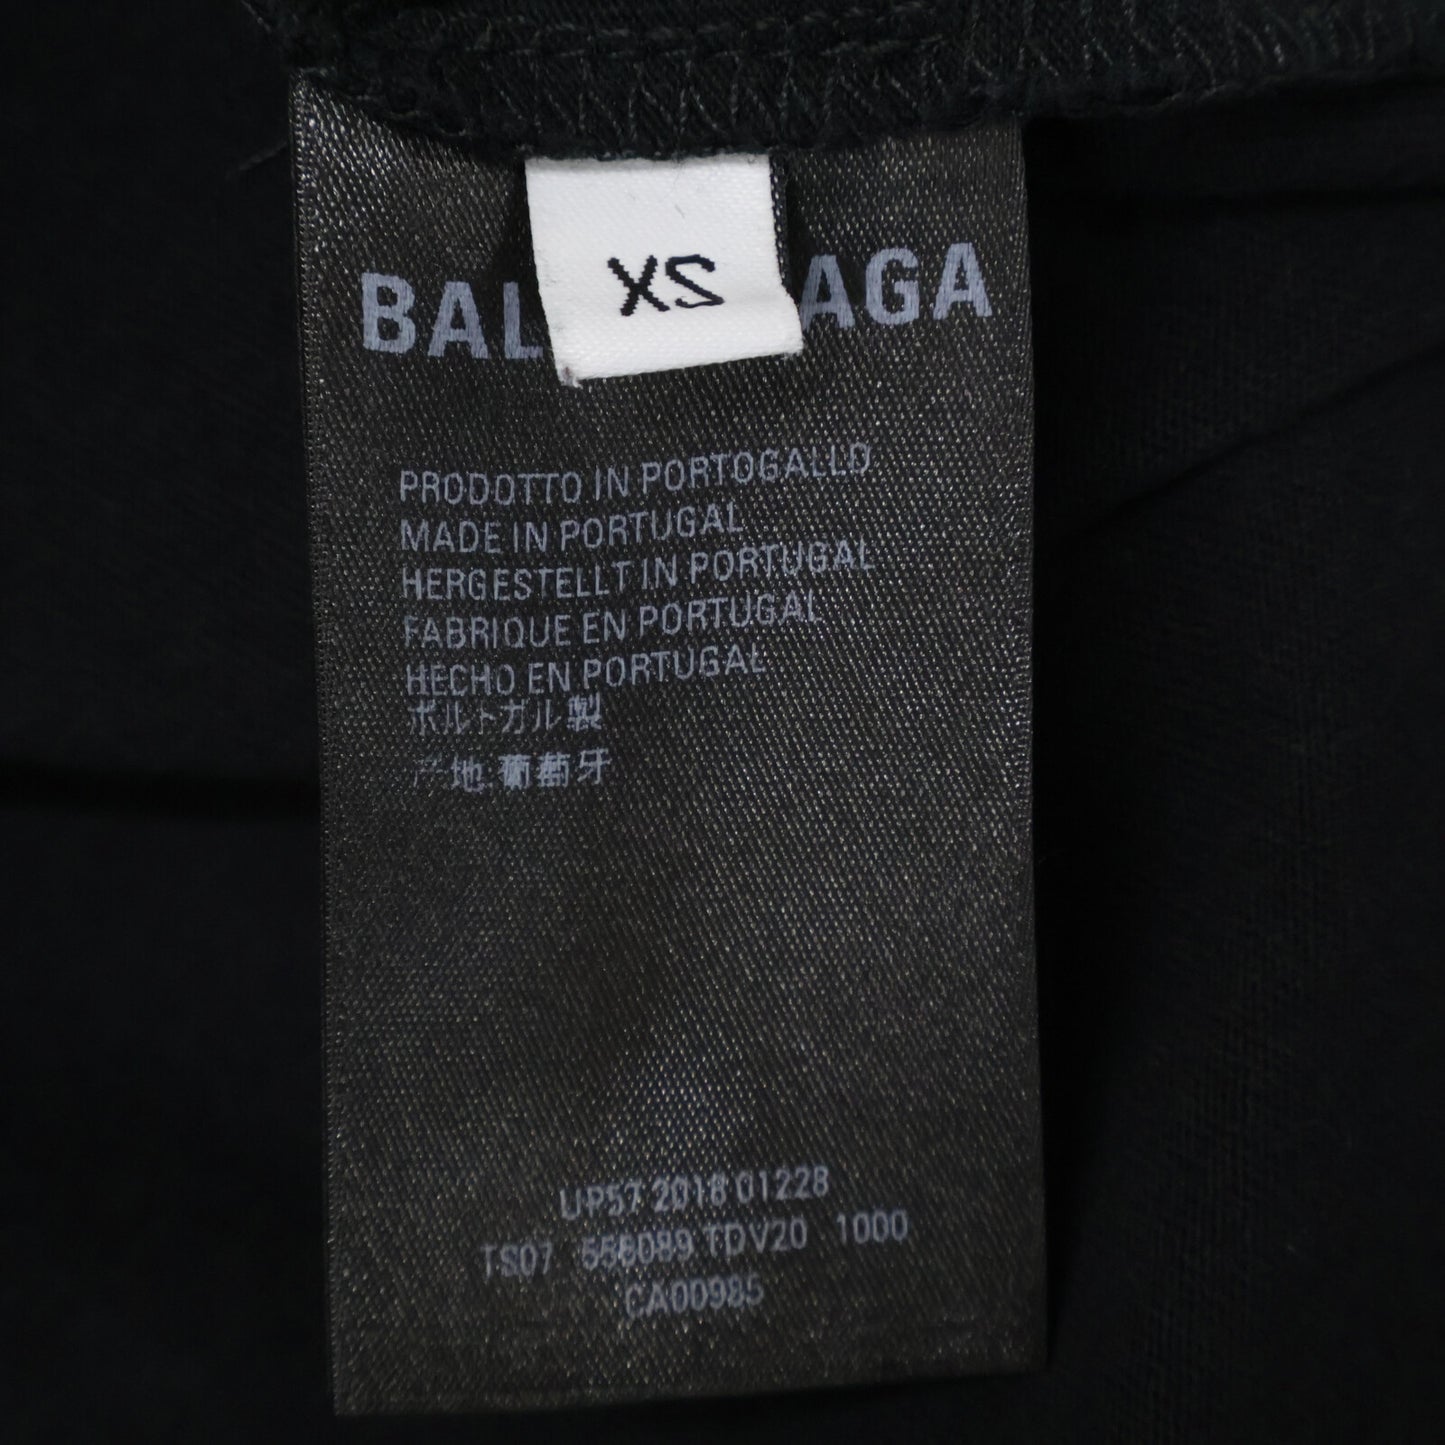 XS
BAL AGA
PRODOTTO IN PORTOGALLO
MADE IN PORTUGAL
HERGESTELLT IN PORTUGAL
FABRIQUE EN PORTUGAL
HECHO EN PORTUGAL
ポルトガル製
产地:葡萄牙
UP57 2018 01228
TS07 558089 TDV20 1000
CA00985